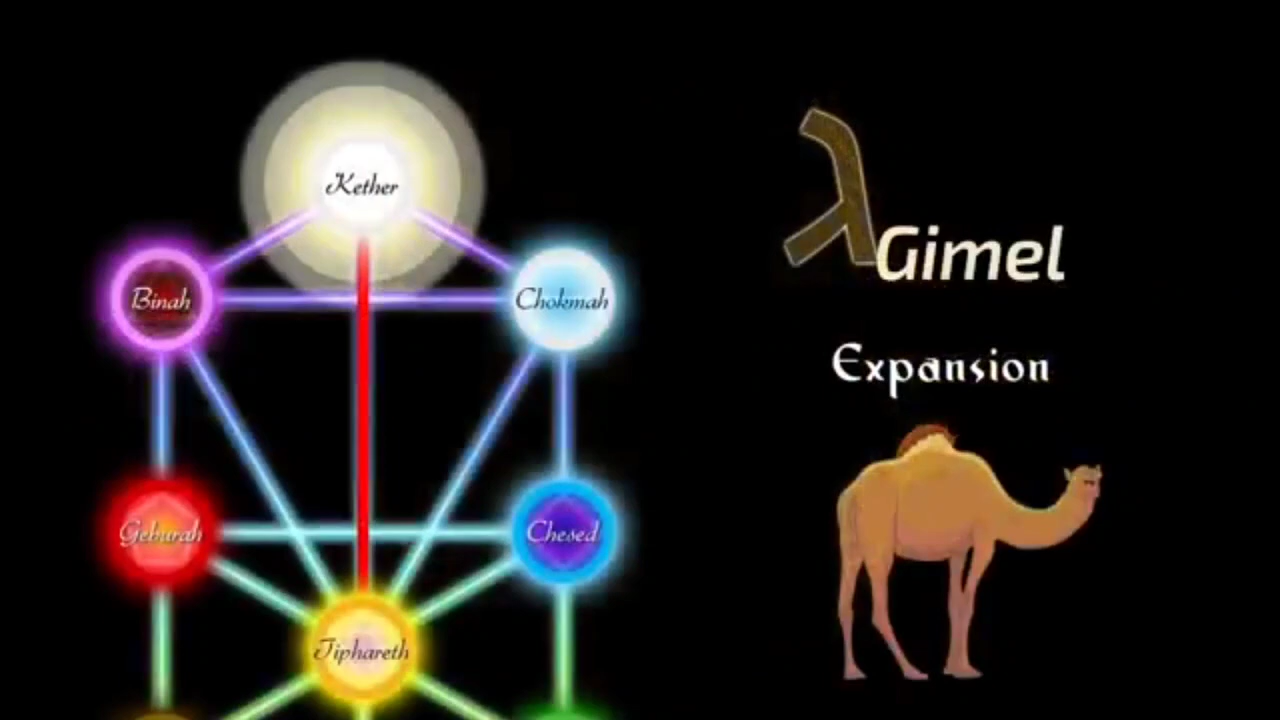 Kether
Binah
Chokmah
Geburah
Chesed
Tiphareth
ג
Gimel
Expansion